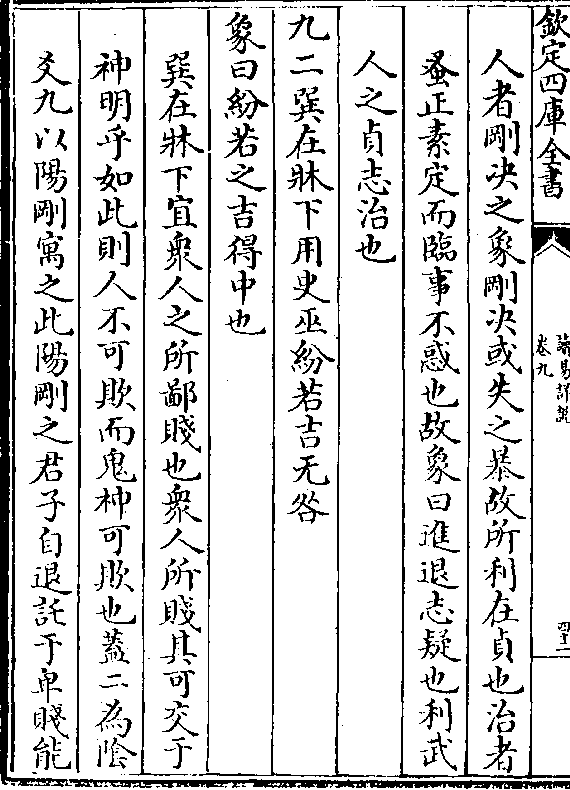 欽定四庫全書
讀易詳說
卷九
四十二
人者剛决之象剛决或失之暴故所利在貞也治者
蚤正素定而臨事不惑也故象曰進退志疑也利武
人之貞志治也
九二巽在牀下用史巫紛若吉无咎
象曰紛若之吉得中也
巽在牀下宜衆人之所鄙賤也衆人所賤其可交于
神明乎如此則人不可欺而鬼神可欺也蓋二為隂
爻九以陽剛寓之此陽剛之君子自退託于卑賤能